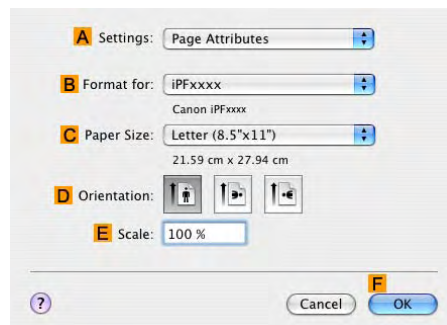 A Settings: Page Attributes
B Format for: iPFxxxx
Canon iPFxxxx
C Paper Size: Letter (8.5"x11")
21.59 cm x 27.94 cm
D Orientation:
E Scale: 100 %
F
? Cancel OK